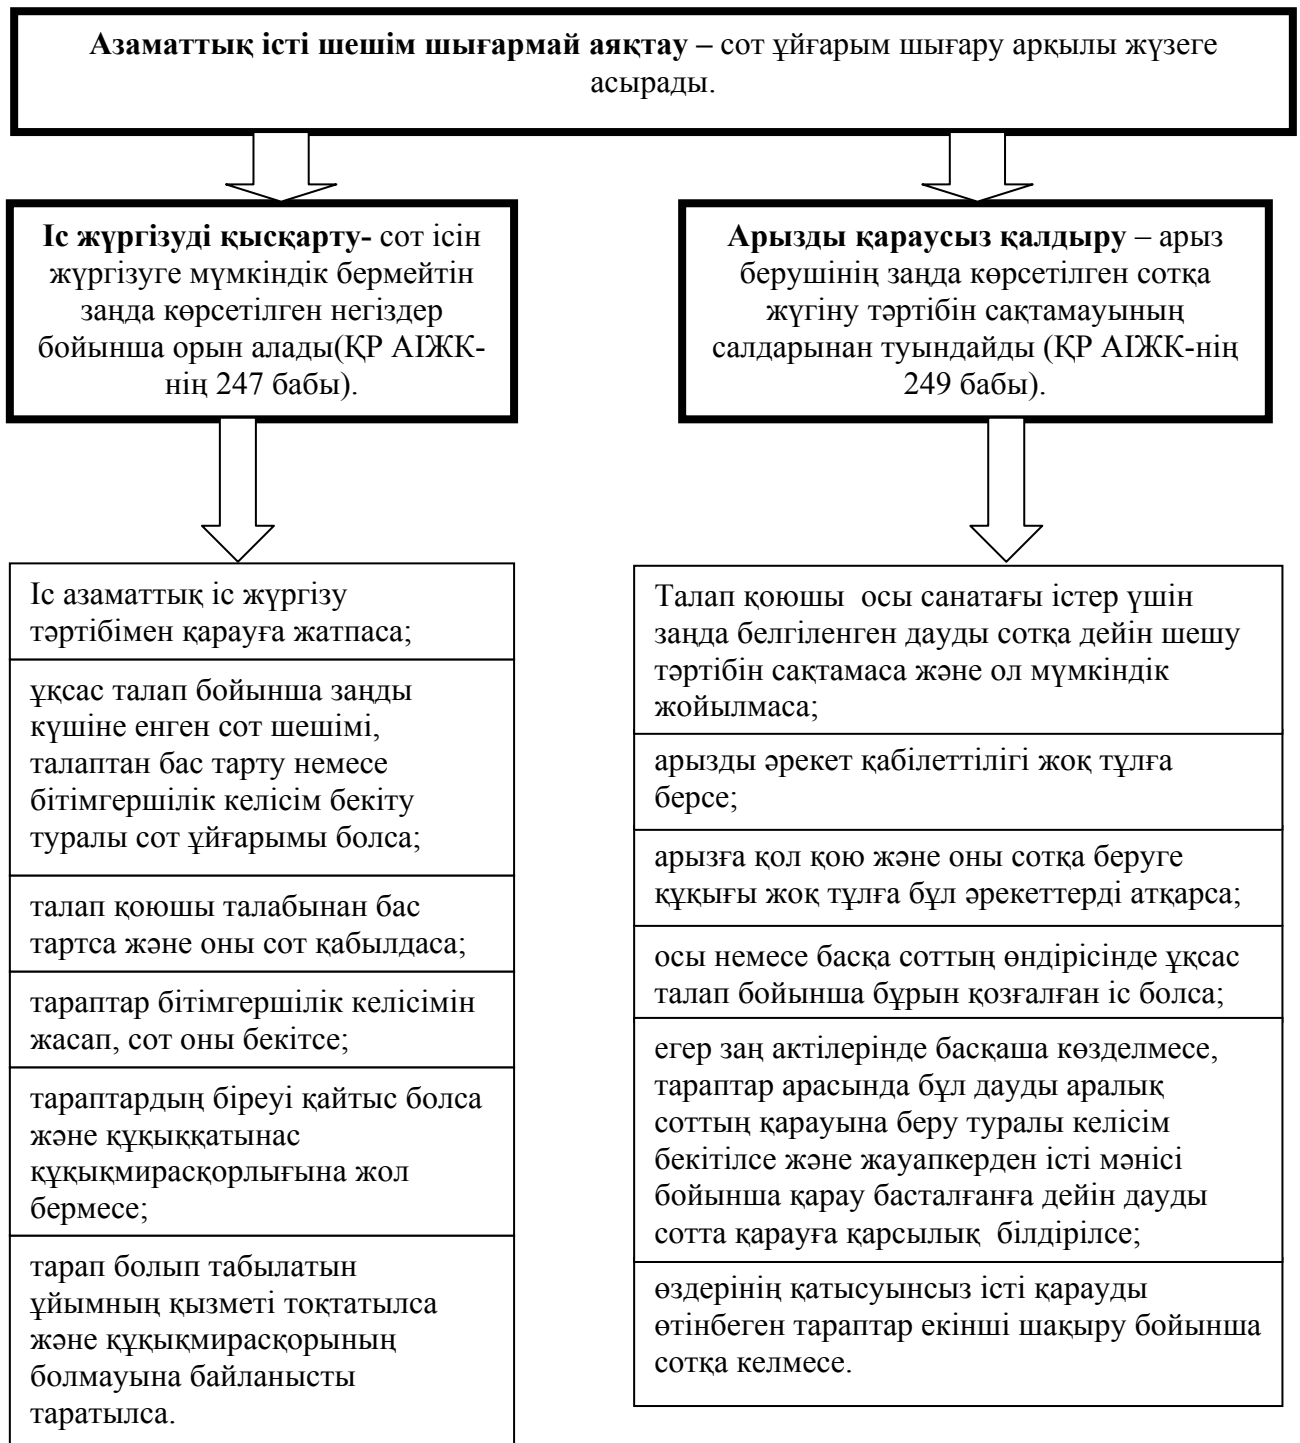 Азаматтық істі шешім шығармай аяқтау – сот ұйғарым шығару арқылы жүзеге
асырады.
Іс жүргізуді қысқарту- сот ісін
жүргізуге мүмкіндік бермейтін
заңда көрсетілген негіздер
бойынша орын алады(ҚР АІЖК-
нің 247 бабы).
Арызды қараусыз қалдыру – арыз
берушінің заңда көрсетілген сотқа
жүгіну тәртібін сақтамауының
салдарынан туындайды (ҚР АІЖК-нің
249 бабы).
Іс азаматтық іс жүргізу
тәртібімен қарауға жатпаса;
ұқсас талап бойынша заңды
күшіне енген сот шешімі,
талаптан бас тарту немесе
бітімгершілік келісім бекіту
туралы сот ұйғарымы болса;
талап қоюшы талабынан бас
тартса және оны сот қабылдаса;
тараптар бітімгершілік келісімін
жасап, сот оны бекітсе;
тараптардың біреуі қайтыс болса
және құқыққатынас
құқықмирасқорлығына жол
бермесе;
тарап болып табылатын
ұйымның қызметі тоқтатылса
және құқықмирасқорының
болмауына байланысты
таратылса.
Талап қоюшы осы санатағы істер үшін
заңда белгіленген дауды сотқа дейін шешу
тәртібін сақтамаса және ол мүмкіндік
жойылмаса;
арызды әрекет қабілеттілігі жоқ тұлға
берсе;
арызға қол қою және оны сотқа беруге
құқығы жоқ тұлға бұл әрекеттерді атқарса;
осы немесе басқа соттың өндірісінде ұқсас
талап бойынша бұрын қозғалған іс болса;
егер заң актілерінде басқаша көзделмесе,
тараптар арасында бұл дауды аралық
соттың қарауына беру туралы келісім
бекітілсе және жауапкерден істі мәнісі
бойынша қарау басталғанға дейін дауды
сотта қарауға қарсылық білдірілсе;
өздерінің қатысуынсыз істі қарауды
өтінбеген тараптар екінші шақыру бойынша
сотқа келмесе.